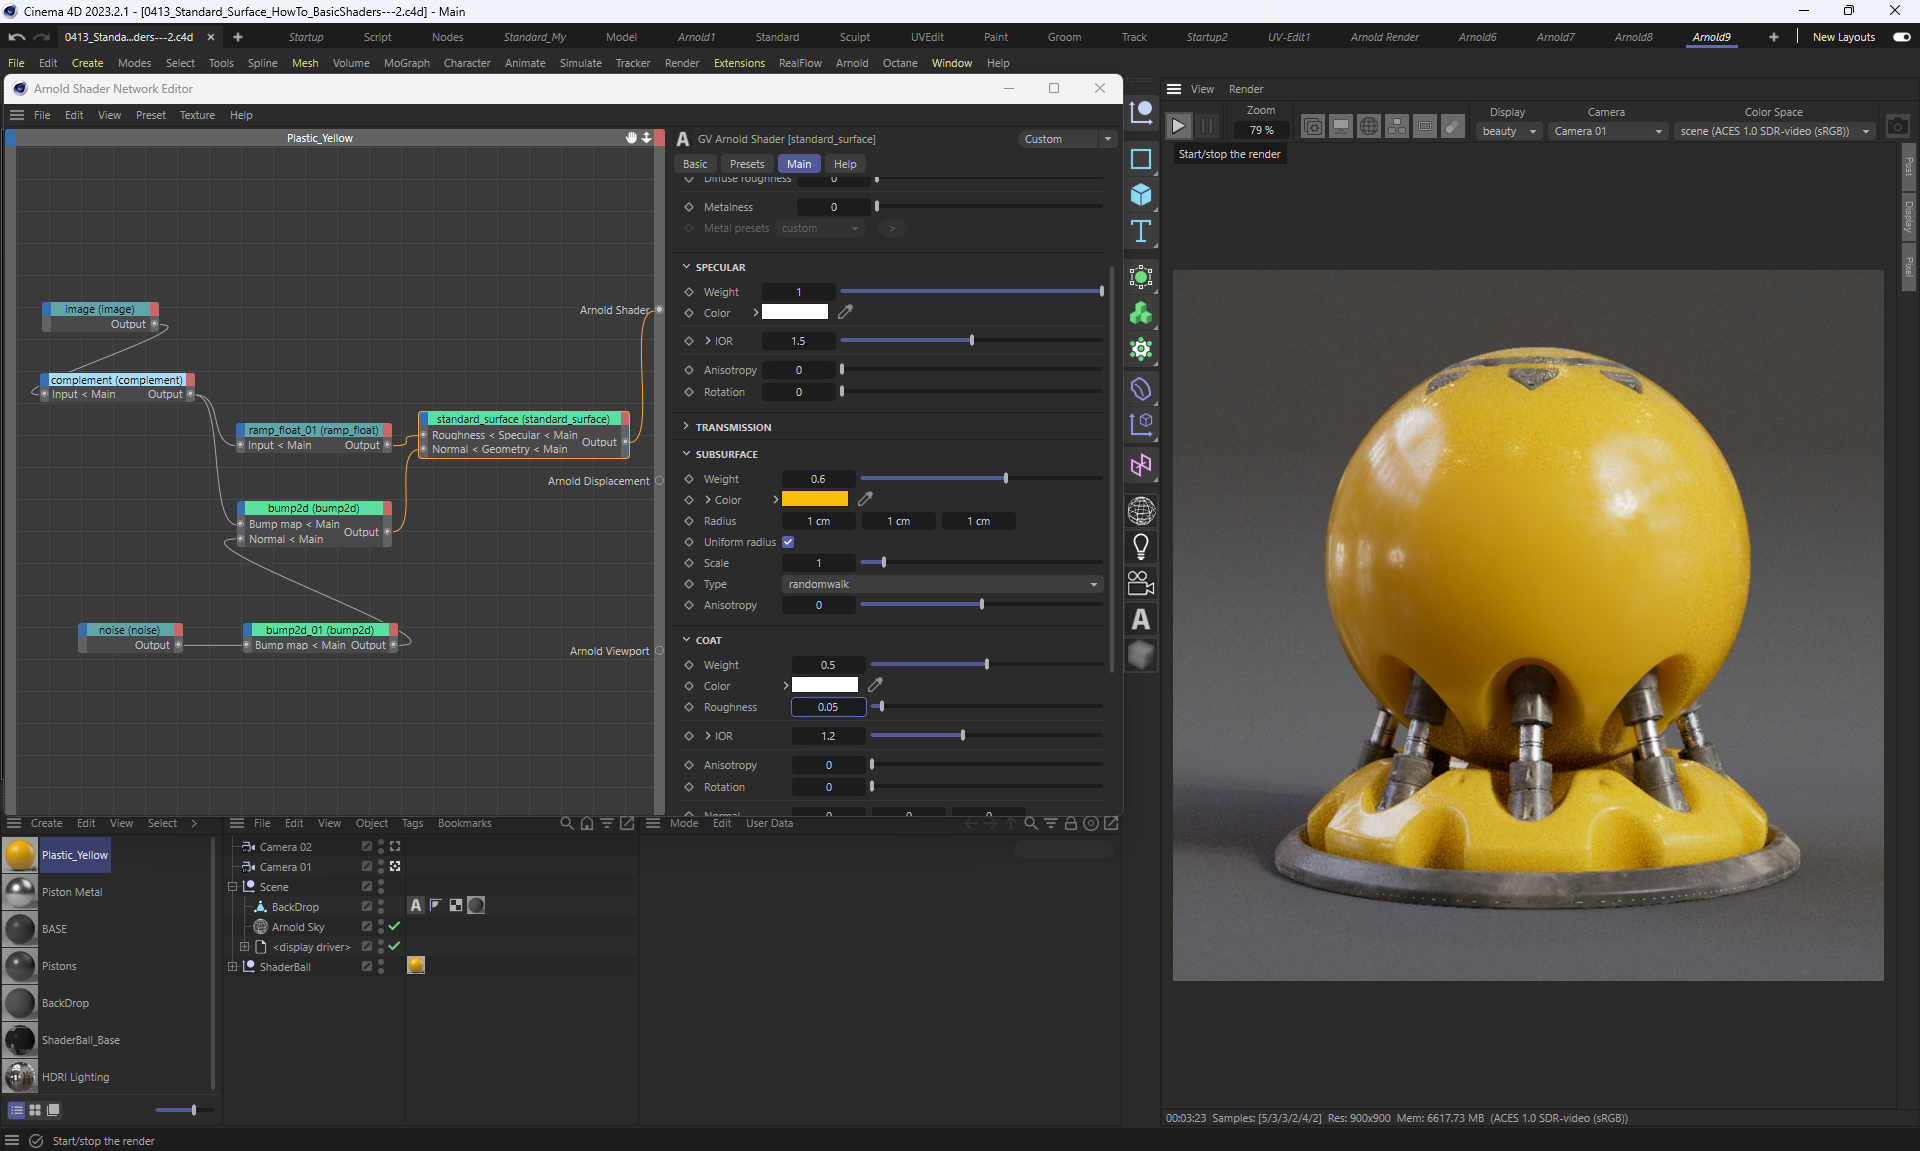 Cinema 4D 2023.2.1 - [0413_Standard_Surface_HowTo_BasicShaders---2.c4d] - Main
0413_Standa...ders---2.c4d × + Startup Script Nodes Standard_My Model Arnold1 Standard Sculpt UVEdit Paint Groom Track Startup2 UV-Edit1 Arnold Render Arnold6 Arnold7 Arnold8 Arnold9 + New Layouts
File Edit Create Modes Select Tools Spline Mesh Volume MoGraph Character Animate Simulate Tracker Render Extensions RealFlow Arnold Octane Window Help
Arnold Shader Network Editor
File Edit View Preset Texture Help
Plastic_Yellow
image (image)
Output
complement (complement)
Input < Main Output
ramp_float_01 (ramp_float)
Input < Main Output
standard_surface (standard_surface)
Roughness < Specular < Main
Output
Normal < Geometry < Main
bump2d (bump2d)
Bump map < Main
Output
Normal < Main
noise (noise)
Output
bump2d_01 (bump2d)
Bump map < Main Output
Arnold Shader
Arnold Displacement
Arnold Viewport
A GV Arnold Shader [standard_surface] Custom
Basic Presets Main Help
Diffuse roughness 0
Metalness 0
Metal presets custom >
SPECULAR
Weight 1
Color
> IOR 1.5
Anisotropy 0
Rotation 0
TRANSMISSION
SUBSURFACE
Weight 0.6
> Color
Radius 1 cm 1 cm 1 cm
Uniform radius
Scale 1
Type randomwalk
Anisotropy 0
COAT
Weight 0.5
Color
Roughness 0.05
> IOR 1.2
Anisotropy 0
Rotation 0
Normal 0 0 0
View Render
Zoom
79 %
Display
beauty
Camera
Camera 01
Color Space
scene (ACES 1.0 SDR-video (sRGB))
Start/stop the render
Post
Display
Pixel
T
A
00:03:23 Samples: [5/3/3/2/4/2] Res: 900x900 Mem: 6617.73 MB (ACES 1.0 SDR-video (sRGB))
Create Edit View Select >
Plastic_Yellow
Piston Metal
BASE
Pistons
BackDrop
ShaderBall_Base
HDRI Lighting
File Edit View Object Tags Bookmarks
Camera 02
Camera 01
Scene
BackDrop A
Arnold Sky
<display driver>
ShaderBall
Mode Edit User Data
Start/stop the render